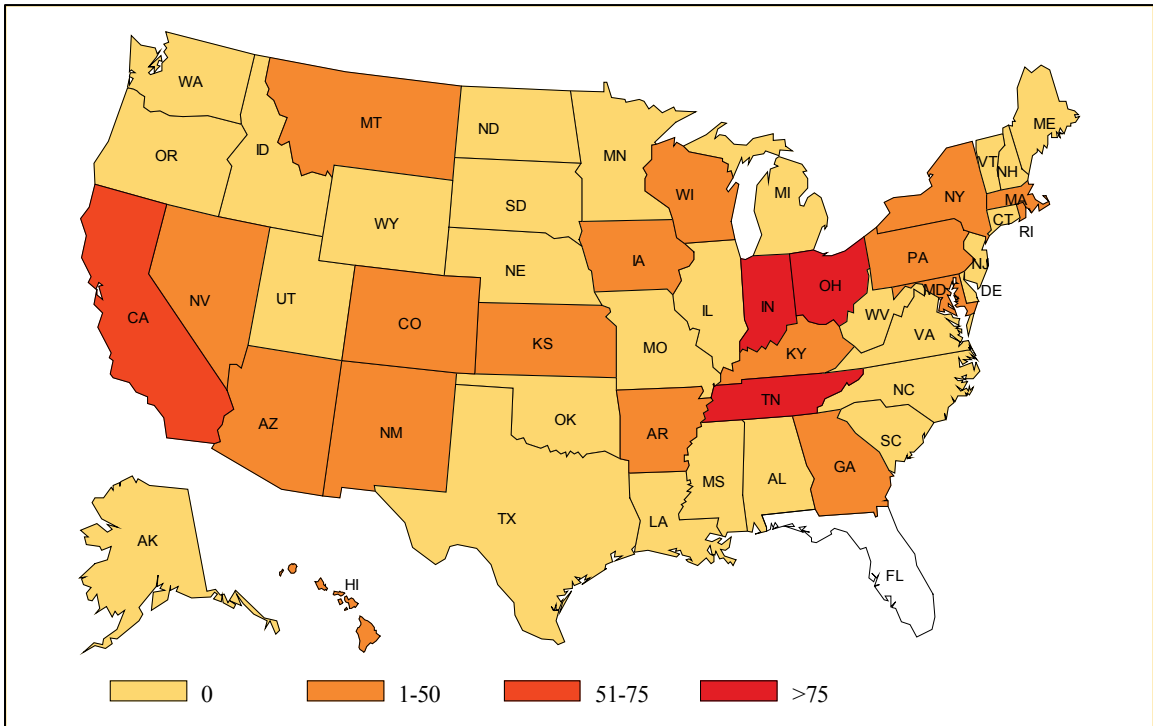 WA
MT
ND
MN
ME
OR
ID
VT
NH
SD
WI
MI
NY
MA
WY
CT
RI
NE
IA
PA
NJ
NV
UT
IL
IN
OH
MD
DE
CA
CO
KS
MO
WV
VA
KY
AZ
NM
OK
AR
TN
NC
SC
TX
LA
MS
AL
GA
AK
HI
FL
0
1-50
51-75
>75